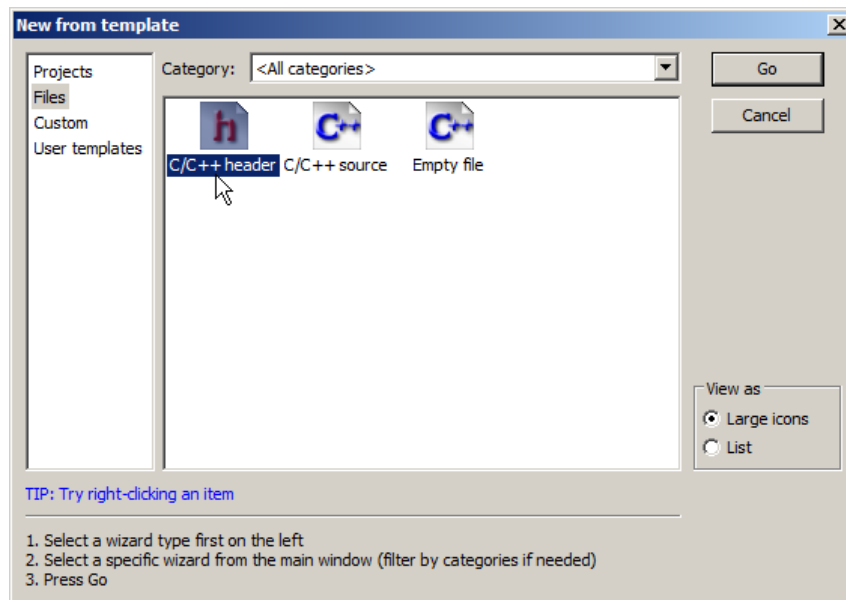 New from template
Projects
Files
Custom
User templates
Category: <All categories>
h
C++
C++
C/C++ header
C/C++ source
Empty file
Go
Cancel
View as
Large icons
List
TIP: Try right-clicking an item
1. Select a wizard type first on the left
2. Select a specific wizard from the main window (filter by categories if needed)
3. Press Go